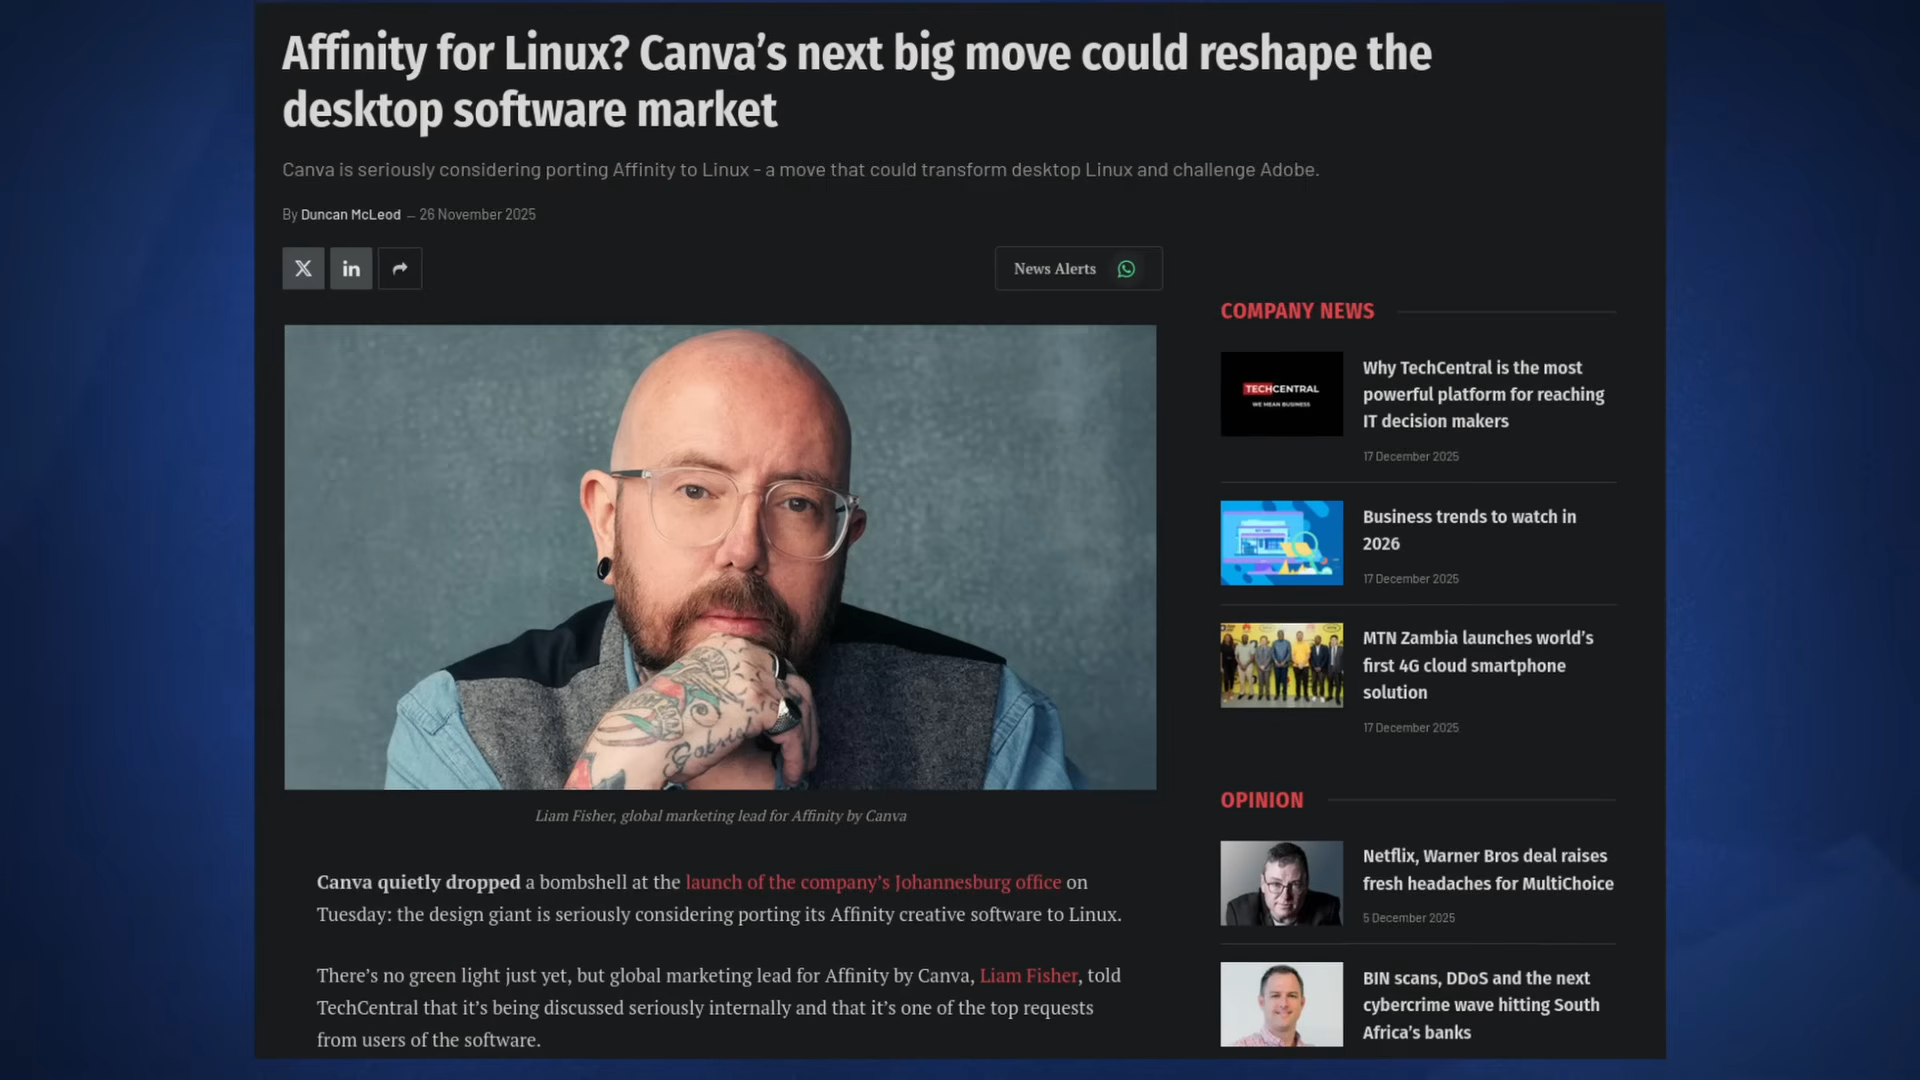 Affinity for Linux? Canva’s next big move could reshape the
desktop software market
Canva is seriously considering porting Affinity to Linux - a move that could transform desktop Linux and challenge Adobe.
By Duncan McLeod — 26 November 2025
News Alerts
Gabriel
Liam Fisher, global marketing lead for Affinity by Canva
Canva quietly dropped a bombshell at the launch of the company’s Johannesburg office on
Tuesday: the design giant is seriously considering porting its Affinity creative software to Linux.
There’s no green light just yet, but global marketing lead for Affinity by Canva, Liam Fisher, told
TechCentral that it’s being discussed seriously internally and that it’s one of the top requests
from users of the software.
COMPANY NEWS
TECHCENTRAL
WE MEAN BUSINESS
Why TechCentral is the most
powerful platform for reaching
IT decision makers
17 December 2025
Business trends to watch in
2026
17 December 2025
MTN Zambia launches world’s
first 4G cloud smartphone
solution
17 December 2025
OPINION
Netflix, Warner Bros deal raises
fresh headaches for MultiChoice
5 December 2025
BIN scans, DDoS and the next
cybercrime wave hitting South
Africa’s banks